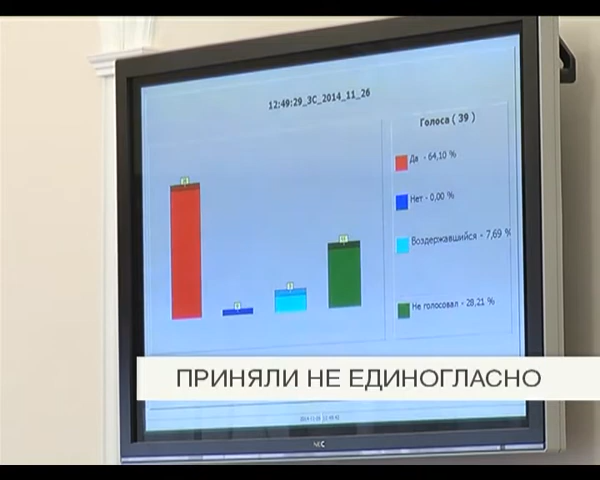 12:49:29_ЗС_2014_11_26
Голоса ( 39 )
Да - 64,10 %
Нет - 0,00 %
Воздержавшийся - 7,69 %
Не голосовал - 28,21 %
ПРИНЯЛИ НЕ ЕДИНОГЛАСНО
NEC